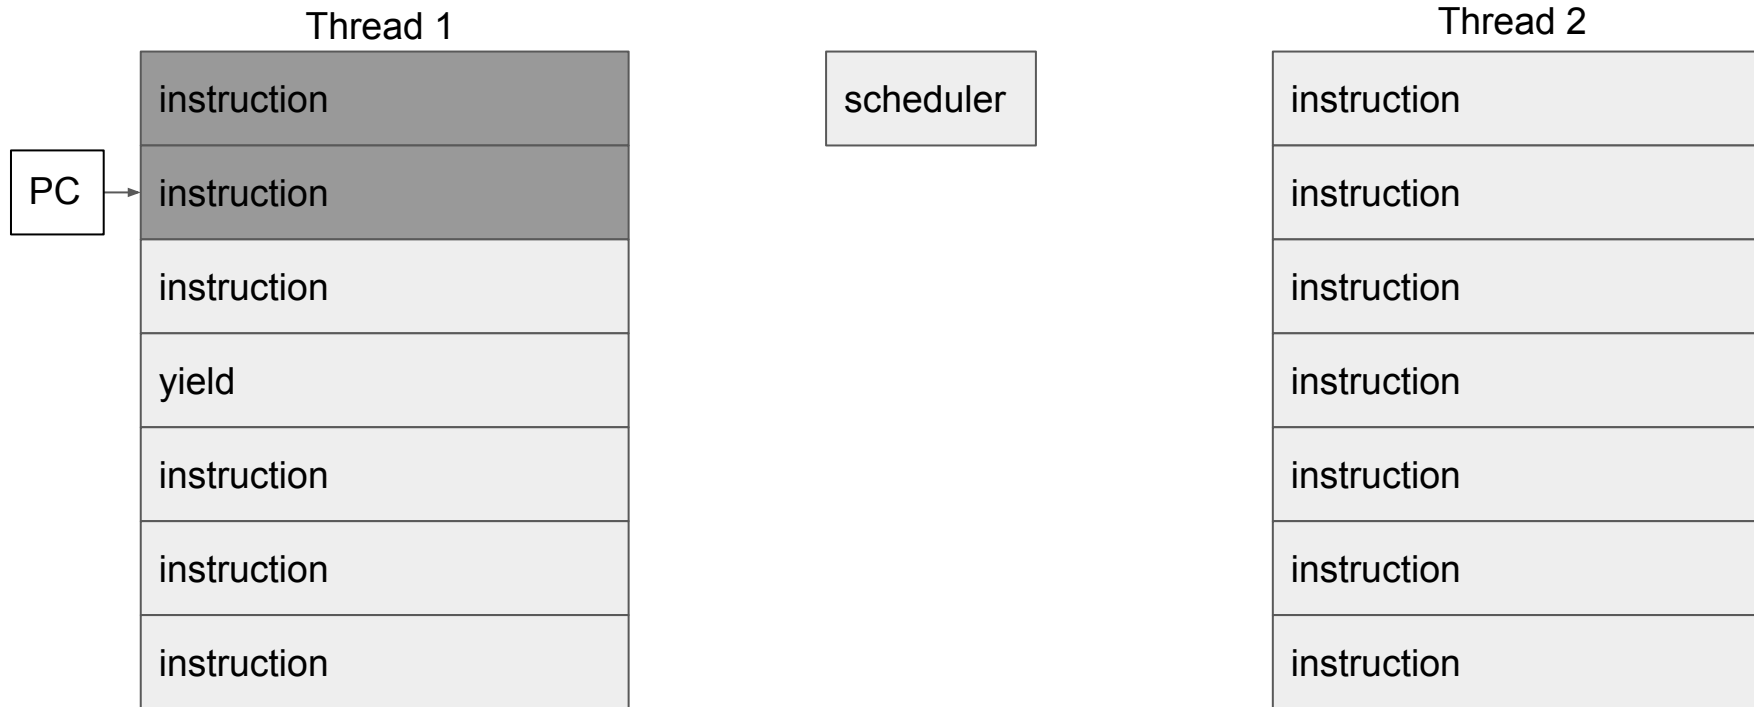 Thread 1
instruction
PC
instruction
instruction
yield
instruction
instruction
instruction
scheduler
Thread 2
instruction
instruction
instruction
instruction
instruction
instruction
instruction